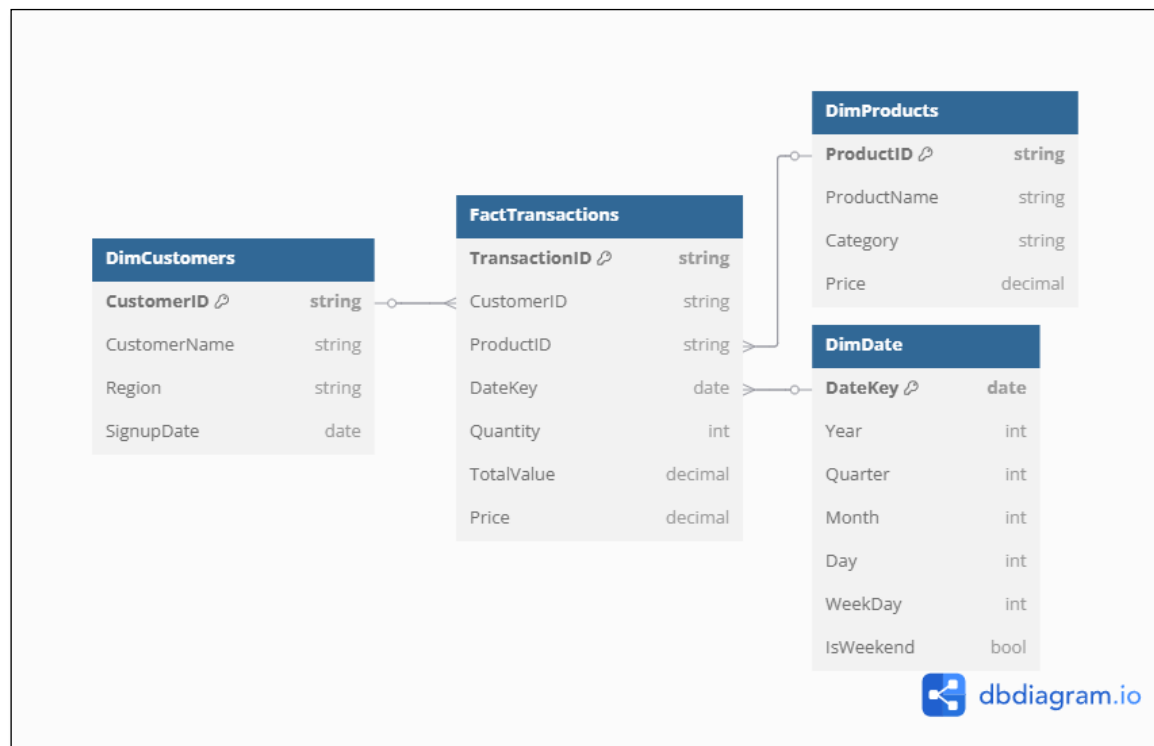 DimCustomers
CustomerID string
CustomerName string
Region string
SignupDate date
FactTransactions
TransactionID string
CustomerID string
ProductID string
DateKey date
Quantity int
TotalValue decimal
Price decimal
DimProducts
ProductID string
ProductName string
Category string
Price decimal
DimDate
DateKey date
Year int
Quarter int
Month int
Day int
WeekDay int
IsWeekend bool
dbdiagram.io